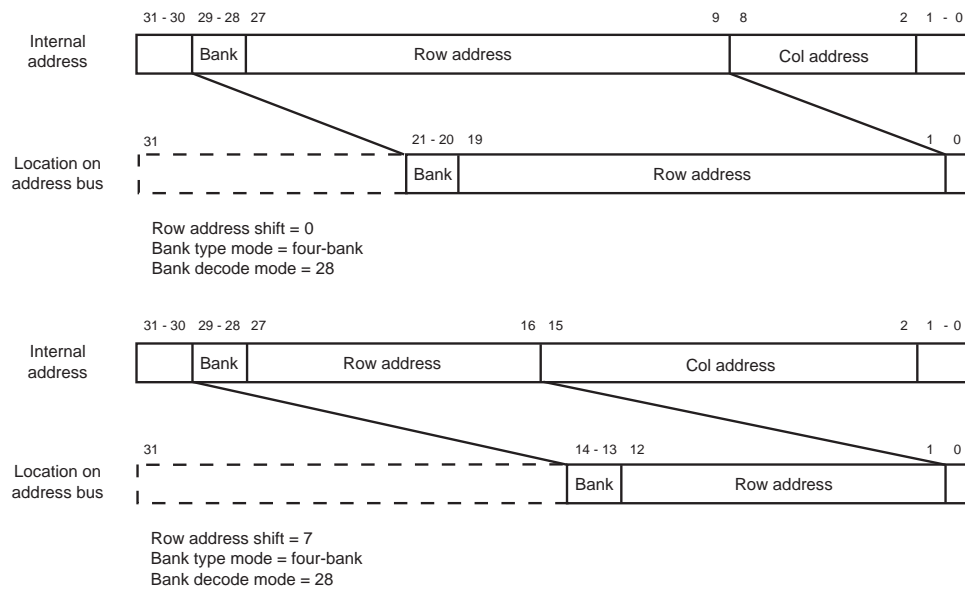 31 - 30 29 - 28 27 9 8 2 1 - 0
Internal address
Bank Row address Col address
31 21 - 20 19 1 0
Location on address bus
Bank Row address
Row address shift = 0
Bank type mode = four-bank
Bank decode mode = 28
31 - 30 29 - 28 27 16 15 2 1 - 0
Internal address
Bank Row address Col address
31 14 - 13 12 1 0
Location on address bus
Bank Row address
Row address shift = 7
Bank type mode = four-bank
Bank decode mode = 28